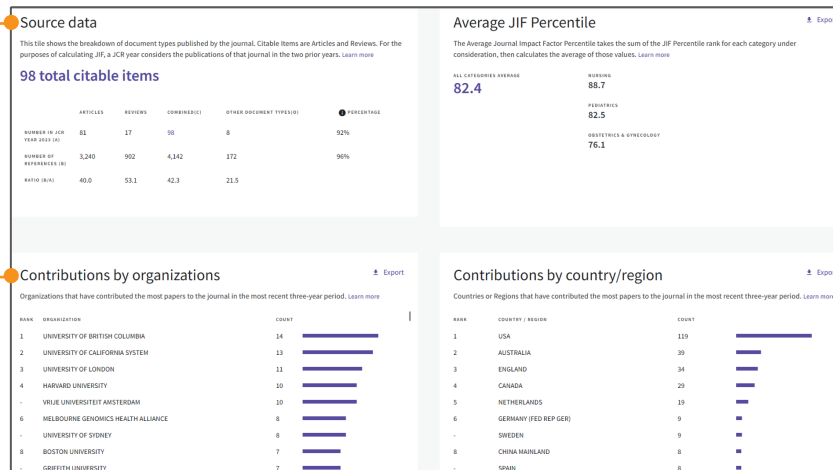 Source data
This tile shows the breakdown of document types published by the journal. Citable Items are Articles and Reviews. For the
purposes of calculating JIF, a JCR year considers the publications of that journal in the two prior years. Learn more
98 total citable items
ARTICLES REVIEWS COMBINED(C) OTHER DOCUMENT TYPES(O) PERCENTAGE
NUMBER IN JCR
YEAR 2023 (A) 81 17 98 8 92%
NUMBER OF
REFERENCES (B) 3,240 902 4,142 172 96%
RATIO (B/A) 40.0 53.1 42.3 21.5
Average JIF Percentile
Export
The Average Journal Impact Factor Percentile takes the sum of the JIF Percentile rank for each category under
consideration, then calculates the average of those values. Learn more
ALL CATEGORIES AVERAGE
82.4
NURSING
88.7
PEDIATRICS
82.5
OBSTETRICS & GYNECOLOGY
76.1
Contributions by organizations
Export
Organizations that have contributed the most papers to the journal in the most recent three-year period. Learn more
RANK ORGANIZATION COUNT
1 UNIVERSITY OF BRITISH COLUMBIA 14
2 UNIVERSITY OF CALIFORNIA SYSTEM 13
3 UNIVERSITY OF LONDON 11
4 HARVARD UNIVERSITY 10
- VRIJE UNIVERSITEIT AMSTERDAM 10
6 MELBOURNE GENOMICS HEALTH ALLIANCE 8
- UNIVERSITY OF SYDNEY 8
8 BOSTON UNIVERSITY 7
- GRIFFITH UNIVERSITY 7
Contributions by country/region
Export
Countries or Regions that have contributed the most papers to the journal in the most recent three-year period. Learn more
RANK COUNTRY / REGION COUNT
1 USA 119
2 AUSTRALIA 39
3 ENGLAND 34
4 CANADA 29
5 NETHERLANDS 19
6 GERMANY (FED REP GER) 9
- SWEDEN 9
8 CHINA MAINLAND 8
- SPAIN 8